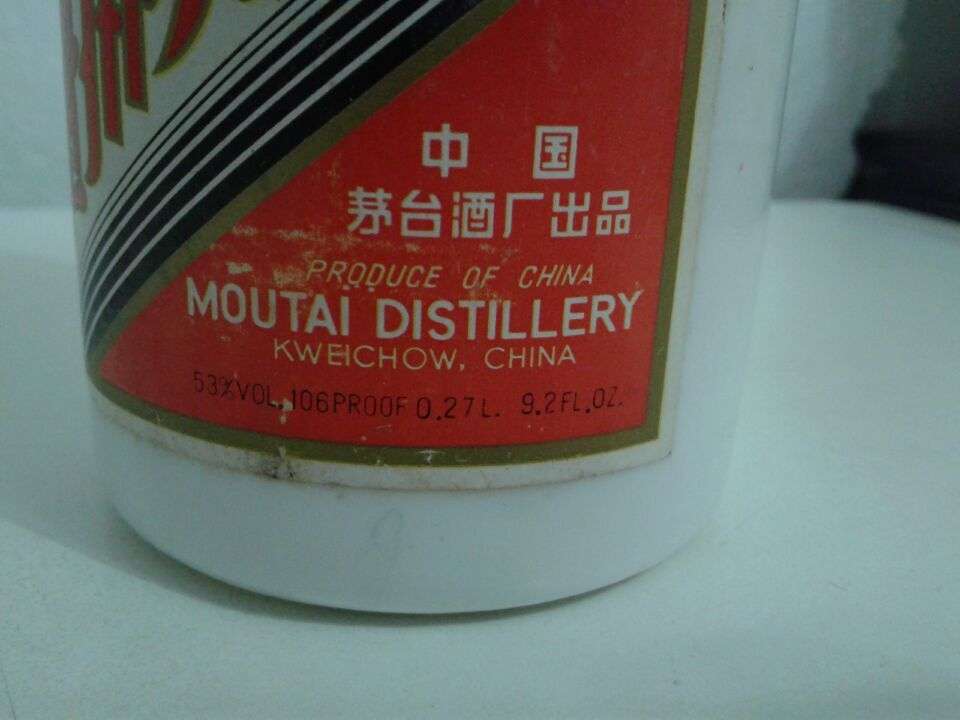 中国
茅台酒厂出品
PRODUCE OF CHINA
MOUTAI DISTILLERY
KWEICHOW, CHINA
53%VOL. 106PROOF 0.27L. 9.2FL.OZ.